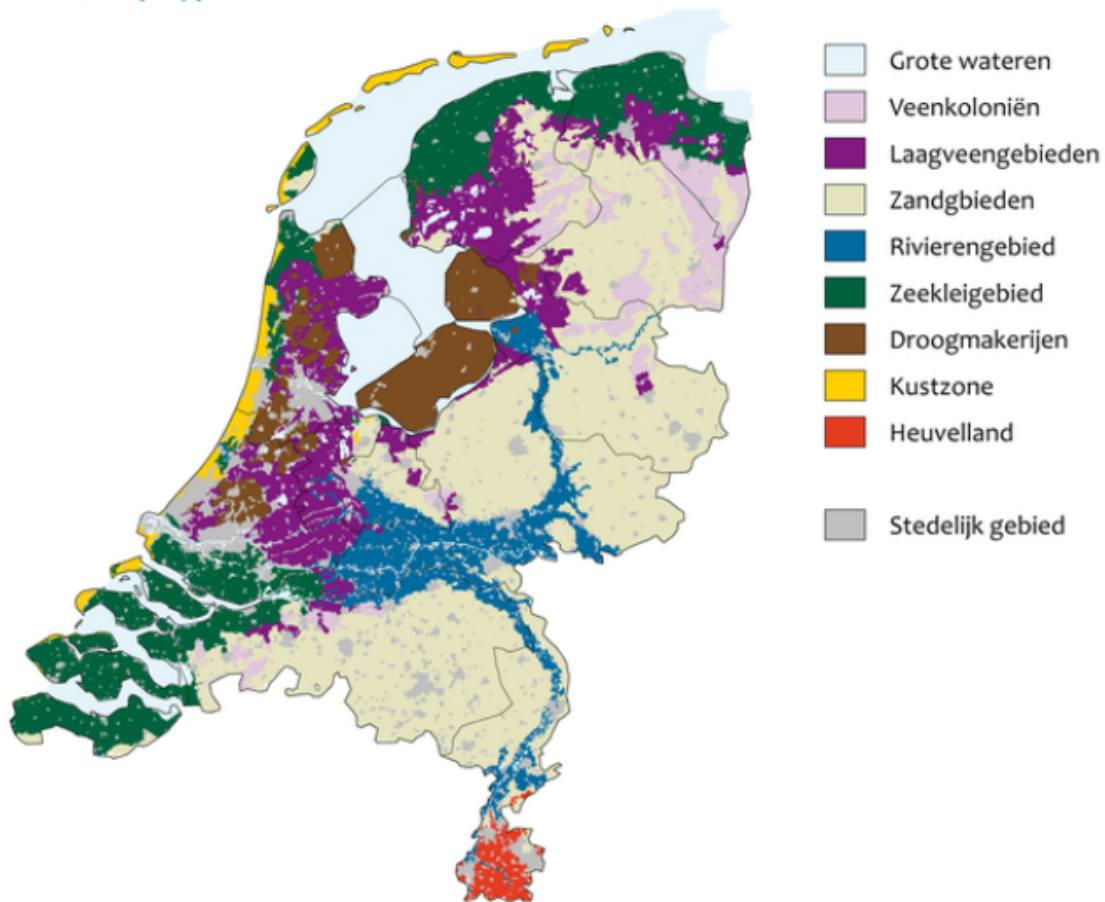 Grote wateren
Veenkoloniën
Laagveengebieden
Zandgbieden
Rivierengebied
Zeekleigebied
Droogmakerijen
Kustzone
Heuvelland
Stedelijk gebied